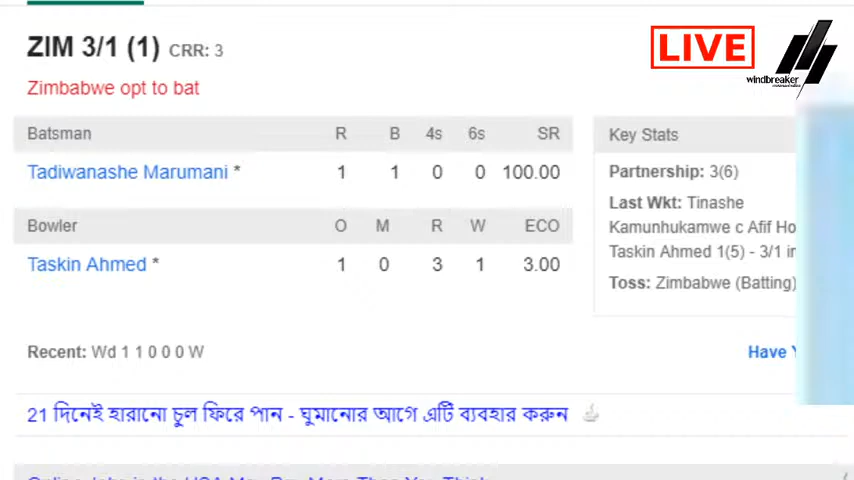 ZIM 3/1 (1) CRR: 3
LIVE
windbreaker
Zimbabwe opt to bat
Batsman R B 4s 6s SR
Tadiwanashe Marumani * 1 1 0 0 100.00
Bowler O M R W ECO
Taskin Ahmed * 1 0 3 1 3.00
Recent: Wd 1 1 0 0 0 W
Key Stats
Partnership: 3(6)
Last Wkt: Tinashe
Kamunhukamwe c Afif Ho
Taskin Ahmed 1(5) - 3/1 in
Toss: Zimbabwe (Batting)
Have Y
21 দিনেই হারানো চুল ফিরে পান - ঘুমানোর আগে এটি ব্যবহার করুন